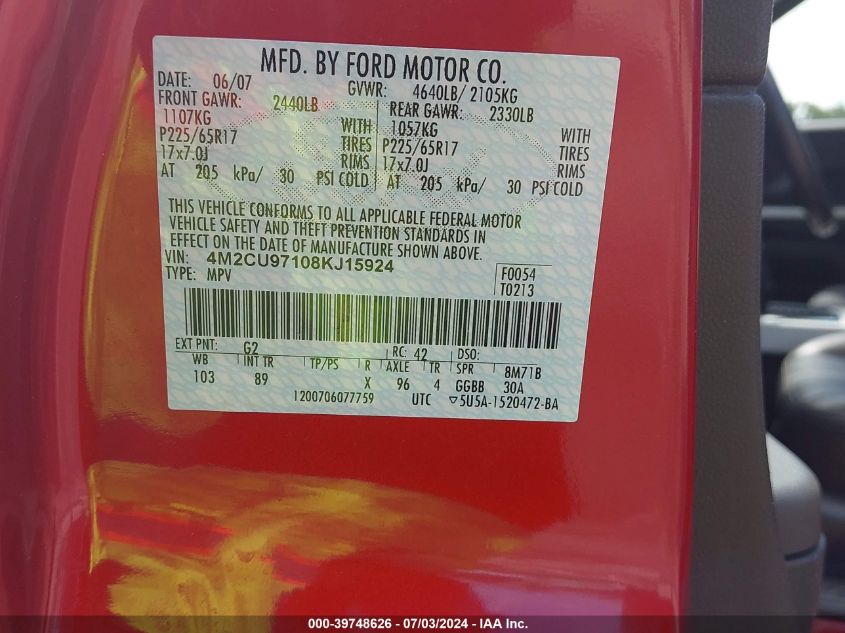 MFD. BY FORD MOTOR CO.
DATE: 06/07 GVWR: 4640LB/ 2105KG
FRONT GAWR: 2440LB REAR GAWR: 2330LB
1107KG WITH 1057KG WITH
P225/65R17 TIRES P225/65R17 TIRES
17x7.0J RIMS 17x7.0J RIMS
AT 205 kPa/ 30 PSI COLD AT 205 kPa/ 30 PSI COLD
THIS VEHICLE CONFORMS TO ALL APPLICABLE FEDERAL MOTOR
VEHICLE SAFETY AND THEFT PREVENTION STANDARDS IN
EFFECT ON THE DATE OF MANUFACTURE SHOWN ABOVE.
VIN: 4M2CU97108KJ15924 F0054
TYPE: MPV T0213
EXT PNT: G2 RC: 42 DSO:
WB INT TR TP/PS R AXLE TR SPR 8M71B
103 89 X 96 4 GGBB 30A
1200706077759 UTC ▽5U5A-1520472-BA
000-39748626 - 07/03/2024 - IAA Inc.